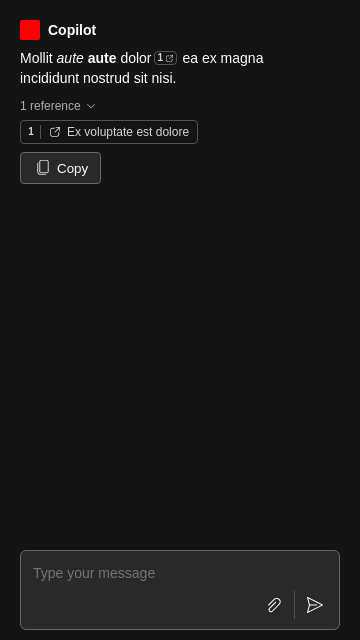 Copilot
Mollit aute aute dolor 1 ea ex magna
incididunt nostrud sit nisi.
1 reference
1 Ex voluptate est dolore
Copy
Type your message